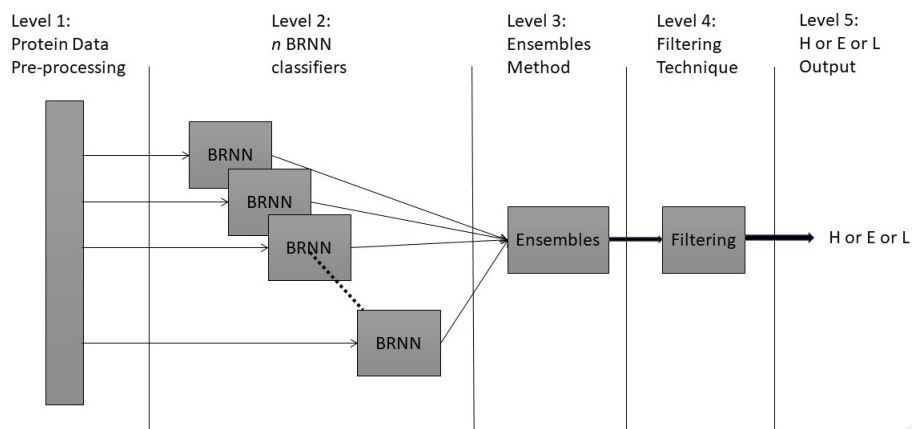 Level 1:
Protein Data
Pre-processing
Level 2:
n BRNN
classifiers
Level 3:
Ensembles
Method
Level 4:
Filtering
Technique
Level 5:
H or E or L
Output
BRNN
BRNN
BRNN
BRNN
Ensembles
Filtering
H or E or L